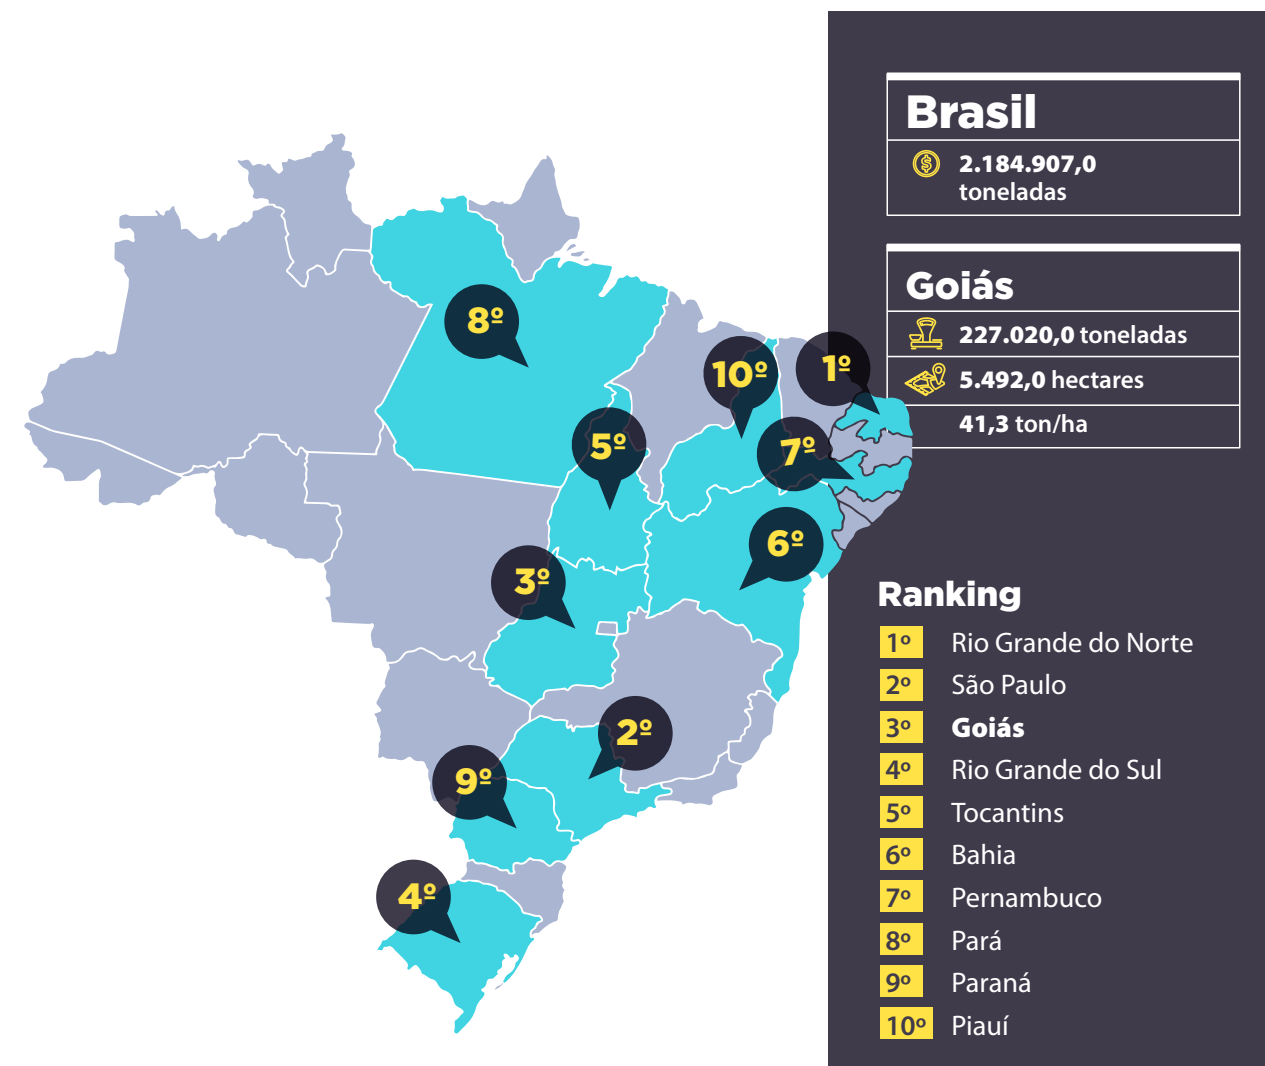 Brasil
2.184.907,0
toneladas
Goiás
227.020,0 toneladas
5.492,0 hectares
41,3 ton/ha
8º
10º
1º
5º
7º
6º
3º
2º
9º
4º
Ranking
1º Rio Grande do Norte
2º São Paulo
3º Goiás
4º Rio Grande do Sul
5º Tocantins
6º Bahia
7º Pernambuco
8º Pará
9º Paraná
10º Piauí